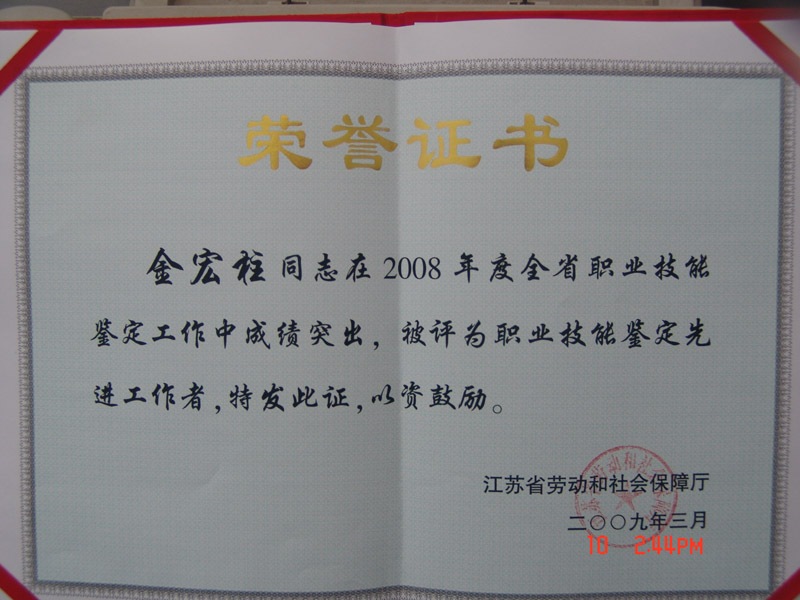 荣誉证书
金宏柱同志在2008年度全省职业技能
鉴定工作中成绩突出，被评为职业技能鉴定先
进工作者，特发此证，以资鼓励。
江苏省劳动和社会保障厅
二〇〇九年三月
10 2:44PM